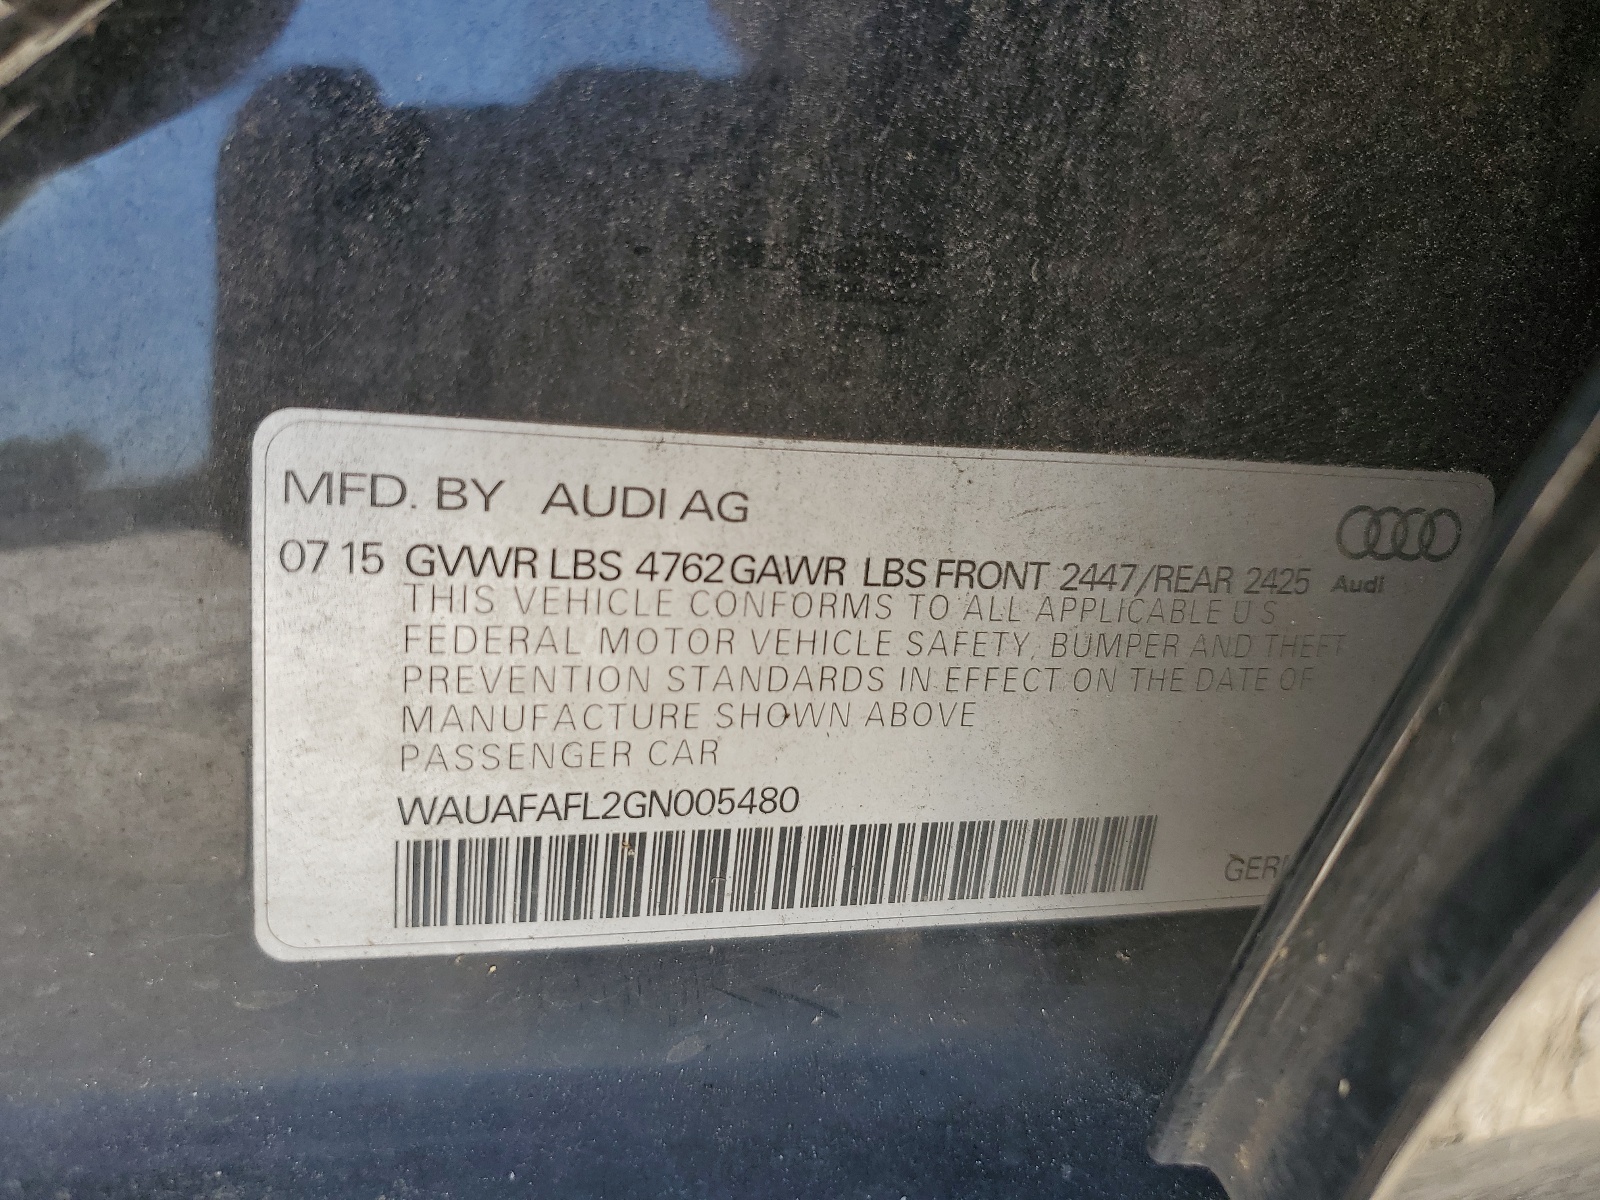 MFD. BY AUDI AG
07 15 GVWR LBS 4762 GAWR LBS FRONT 2447/REAR 2425
Audi
THIS VEHICLE CONFORMS TO ALL APPLICABLE U S
FEDERAL MOTOR VEHICLE SAFETY, BUMPER AND THEFT
PREVENTION STANDARDS IN EFFECT ON THE DATE OF
MANUFACTURE SHOWN ABOVE
PASSENGER CAR
WAUAFAFL2GN005480